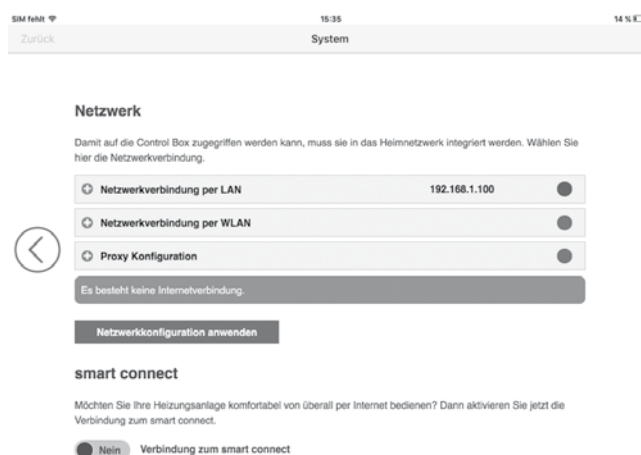 SIM fehlt 15:35 14 %
Zurück System
Netzwerk
Damit auf die Control Box zugegriffen werden kann, muss sie in das Heimnetzwerk integriert werden. Wählen Sie
hier die Netzwerkverbindung.
Netzwerkverbindung per LAN 192.168.1.100
Netzwerkverbindung per WLAN
Proxy Konfiguration
Es besteht keine Internetverbindung.
Netzwerkkonfiguration anwenden
smart connect
Möchten Sie Ihre Heizungsanlage komfortabel von überall per Internet bedienen? Dann aktivieren Sie jetzt die
Verbindung zum smart connect.
Nein Verbindung zum smart connect